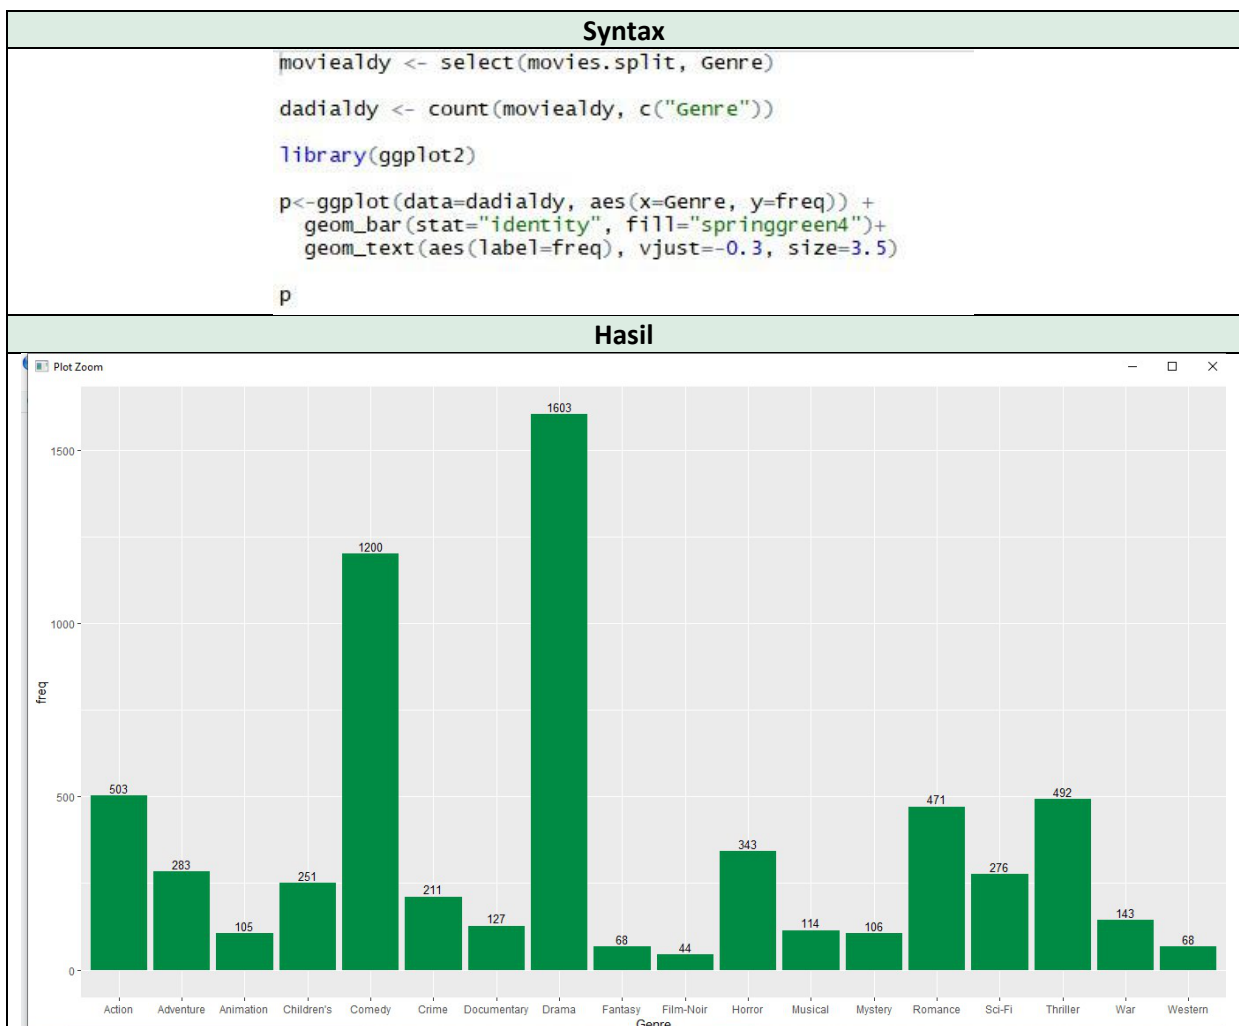 Syntax
moviealdy <- select(movies.split, Genre)
dadialdy <- count(moviealdy, c("Genre"))
library(ggplot2)
p<-ggplot(data=dadialdy, aes(x=Genre, y=freq)) +
geom_bar(stat="identity", fill="springgreen4")+
geom_text(aes(label=freq), vjust=-0.3, size=3.5)
p
Hasil
Plot Zoom
1603
1500
1200
1000
freq
500
503
283
105
251
211
127
68
44
343
114
106
471
276
492
143
68
0
Action Adventure Animation Children's Comedy Crime Documentary Drama Fantasy Film-Noir Horror Musical Mystery Romance Sci-Fi Thriller War Western
Genre